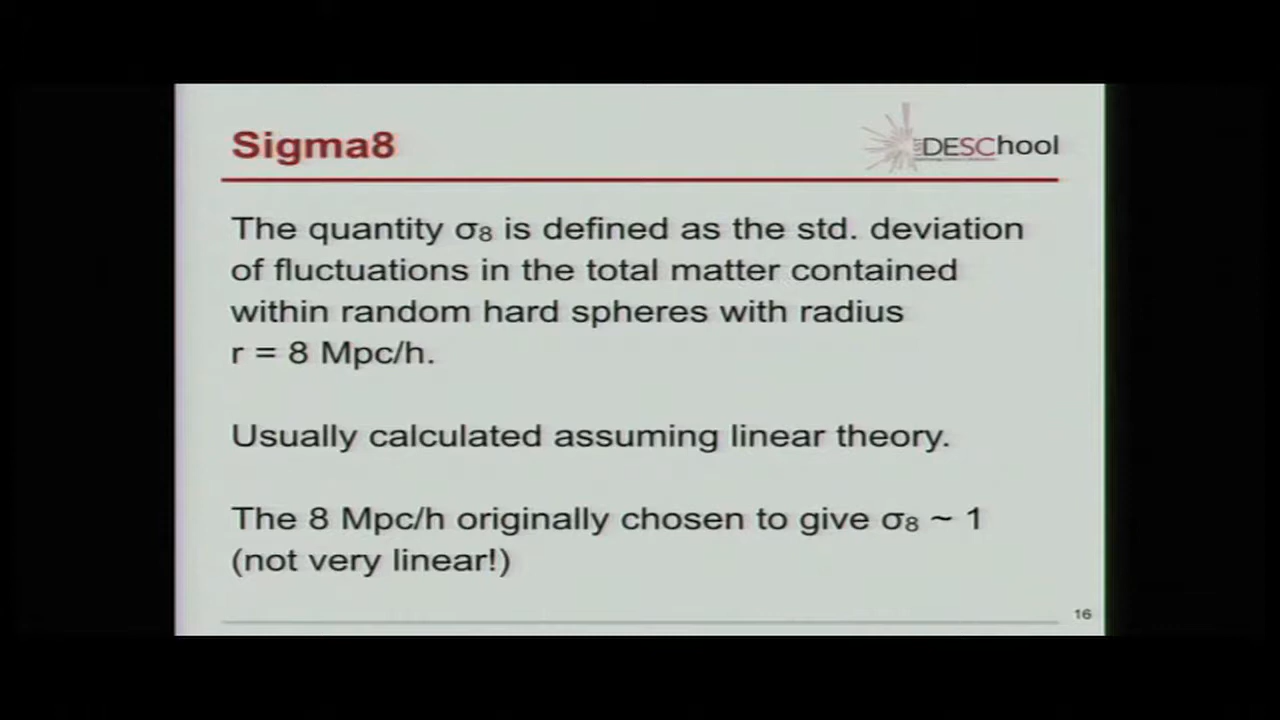 Sigma8
DESChool
The quantity σ₈ is defined as the std. deviation
of fluctuations in the total matter contained
within random hard spheres with radius
r = 8 Mpc/h.
Usually calculated assuming linear theory.
The 8 Mpc/h originally chosen to give σ₈ ~ 1
(not very linear!)
16